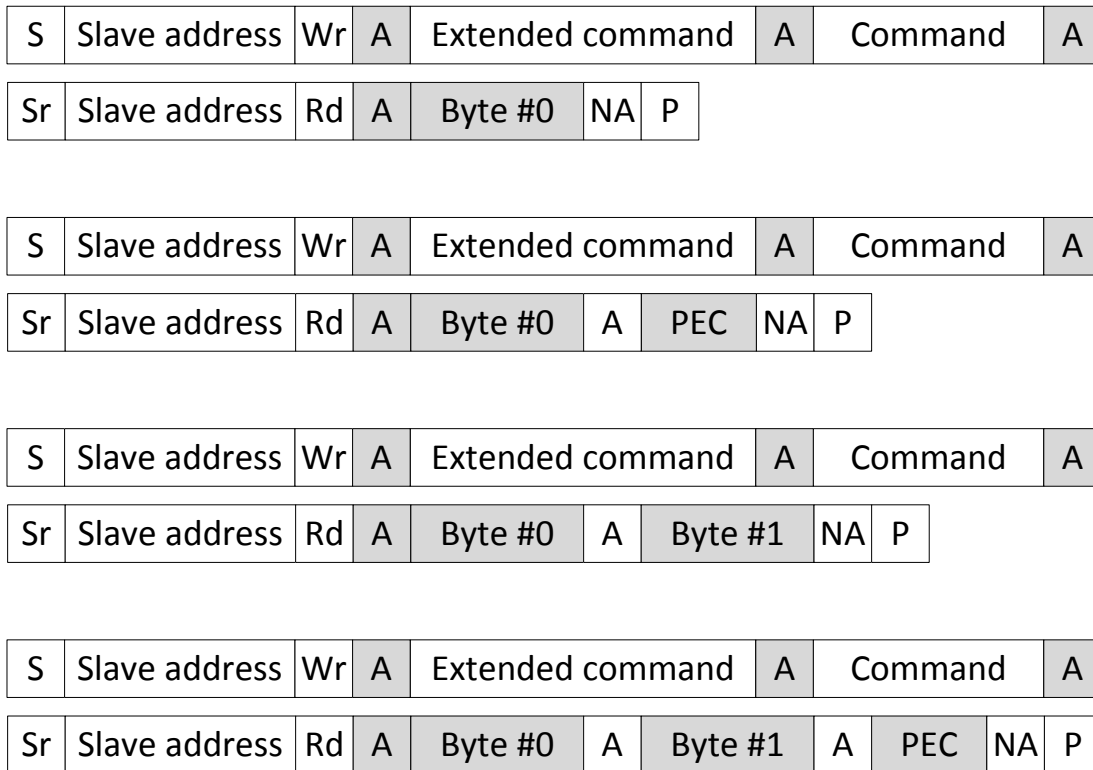 S Slave address Wr A Extended command A Command A
Sr Slave address Rd A Byte #0 NA P
S Slave address Wr A Extended command A Command A
Sr Slave address Rd A Byte #0 A PEC NA P
S Slave address Wr A Extended command A Command A
Sr Slave address Rd A Byte #0 A Byte #1 NA P
S Slave address Wr A Extended command A Command A
Sr Slave address Rd A Byte #0 A Byte #1 A PEC NA P